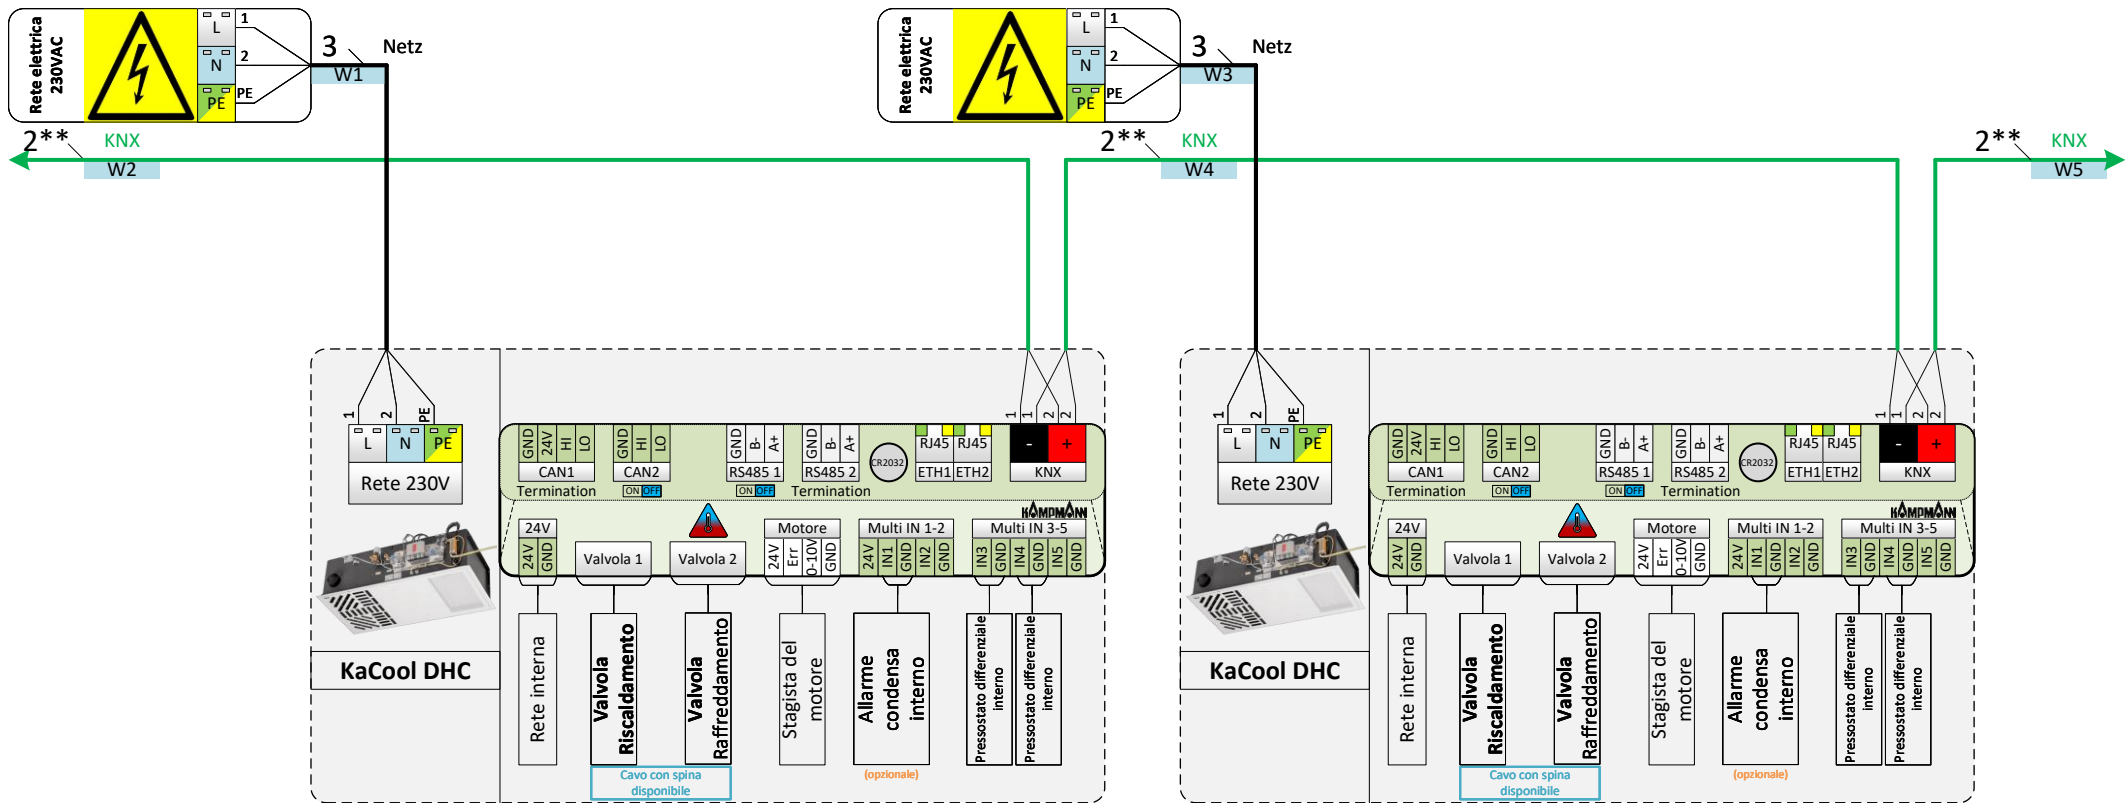 Rete elettrica
230VAC
L
N
PE
1
2
PE
3
Netz
W1
2**
KNX
W2
Rete elettrica
230VAC
L
N
PE
1
2
PE
3
Netz
W3
2**
KNX
W4
2**
KNX
W5
1
2
PE
L
N
PE
Rete 230V
KaCool DHC
1
1
2
2
GND
24V
HI
LO
CAN1
GND
HI
LO
CAN2
GND
B-
A+
RS485 1
GND
B-
A+
RS485 2
CR2032
RJ45
RJ45
ETH1
ETH2
-
+
KNX
Termination
ON
OFF
ON
OFF
Termination
KAMPMANN
24V
24V
GND
Valvola 1
Valvola 2
Motore
24V
Err
0-10V
GND
Multi IN 1-2
24V
IN1
GND
IN2
GND
Multi IN 3-5
IN3
GND
IN4
GND
IN5
GND
Rete interna
Valvola
Riscaldamento
Valvola
Raffreddamento
Stagista del
motore
Allarme
condensa
interno
Pressostato differenziale
interno
Pressostato differenziale
interno
Cavo con spina
disponibile
(opzionale)
1
2
PE
L
N
PE
Rete 230V
KaCool DHC
1
1
2
2
GND
24V
HI
LO
CAN1
GND
HI
LO
CAN2
GND
B-
A+
RS485 1
GND
B-
A+
RS485 2
CR2032
RJ45
RJ45
ETH1
ETH2
-
+
KNX
Termination
ON
OFF
ON
OFF
Termination
KAMPMANN
24V
24V
GND
Valvola 1
Valvola 2
Motore
24V
Err
0-10V
GND
Multi IN 1-2
24V
IN1
GND
IN2
GND
Multi IN 3-5
IN3
GND
IN4
GND
IN5
GND
Rete interna
Valvola
Riscaldamento
Valvola
Raffreddamento
Stagista del
motore
Allarme
condensa
interno
Pressostato differenziale
interno
Pressostato differenziale
interno
Cavo con spina
disponibile
(opzionale)